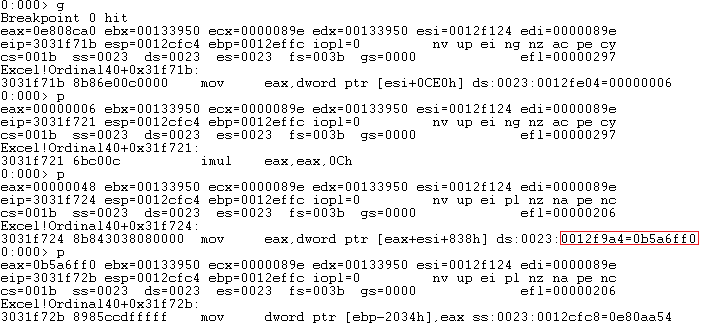 0:000> g
Breakpoint 0 hit
eax=0e808ca0 ebx=00133950 ecx=0000089e edx=00133950 esi=0012f124 edi=0000089e
eip=3031f71b esp=0012cfc4 ebp=0012effc iopl=0         nv up ei ng nz ac pe cy
cs=001b  ss=0023  ds=0023  es=0023  fs=003b  gs=0000             efl=00000297
Excel!Ordinal40+0x31f71b:
3031f71b 8b86e00c0000    mov     eax,dword ptr [esi+0CE0h] ds:0023:0012fe04=00000006
0:000> p
eax=00000006 ebx=00133950 ecx=0000089e edx=00133950 esi=0012f124 edi=0000089e
eip=3031f721 esp=0012cfc4 ebp=0012effc iopl=0         nv up ei ng nz ac pe cy
cs=001b  ss=0023  ds=0023  es=0023  fs=003b  gs=0000             efl=00000297
Excel!Ordinal40+0x31f721:
3031f721 6bc00c          imul    eax,eax,0Ch
0:000> p
eax=00000048 ebx=00133950 ecx=0000089e edx=00133950 esi=0012f124 edi=0000089e
eip=3031f724 esp=0012cfc4 ebp=0012effc iopl=0         nv up ei pl nz na pe nc
cs=001b  ss=0023  ds=0023  es=0023  fs=003b  gs=0000             efl=00000206
Excel!Ordinal40+0x31f724:
3031f724 8b843038080000  mov     eax,dword ptr [eax+esi+838h] ds:0023:0012f9a4=0b5a6ff0
0:000> p
eax=0b5a6ff0 ebx=00133950 ecx=0000089e edx=00133950 esi=0012f124 edi=0000089e
eip=3031f72b esp=0012cfc4 ebp=0012effc iopl=0         nv up ei pl nz na pe nc
cs=001b  ss=0023  ds=0023  es=0023  fs=003b  gs=0000             efl=00000206
Excel!Ordinal40+0x31f72b:
3031f72b 8985ccdfffff    mov     dword ptr [ebp-2034h],eax ss:0023:0012cfc8=0e80aa54